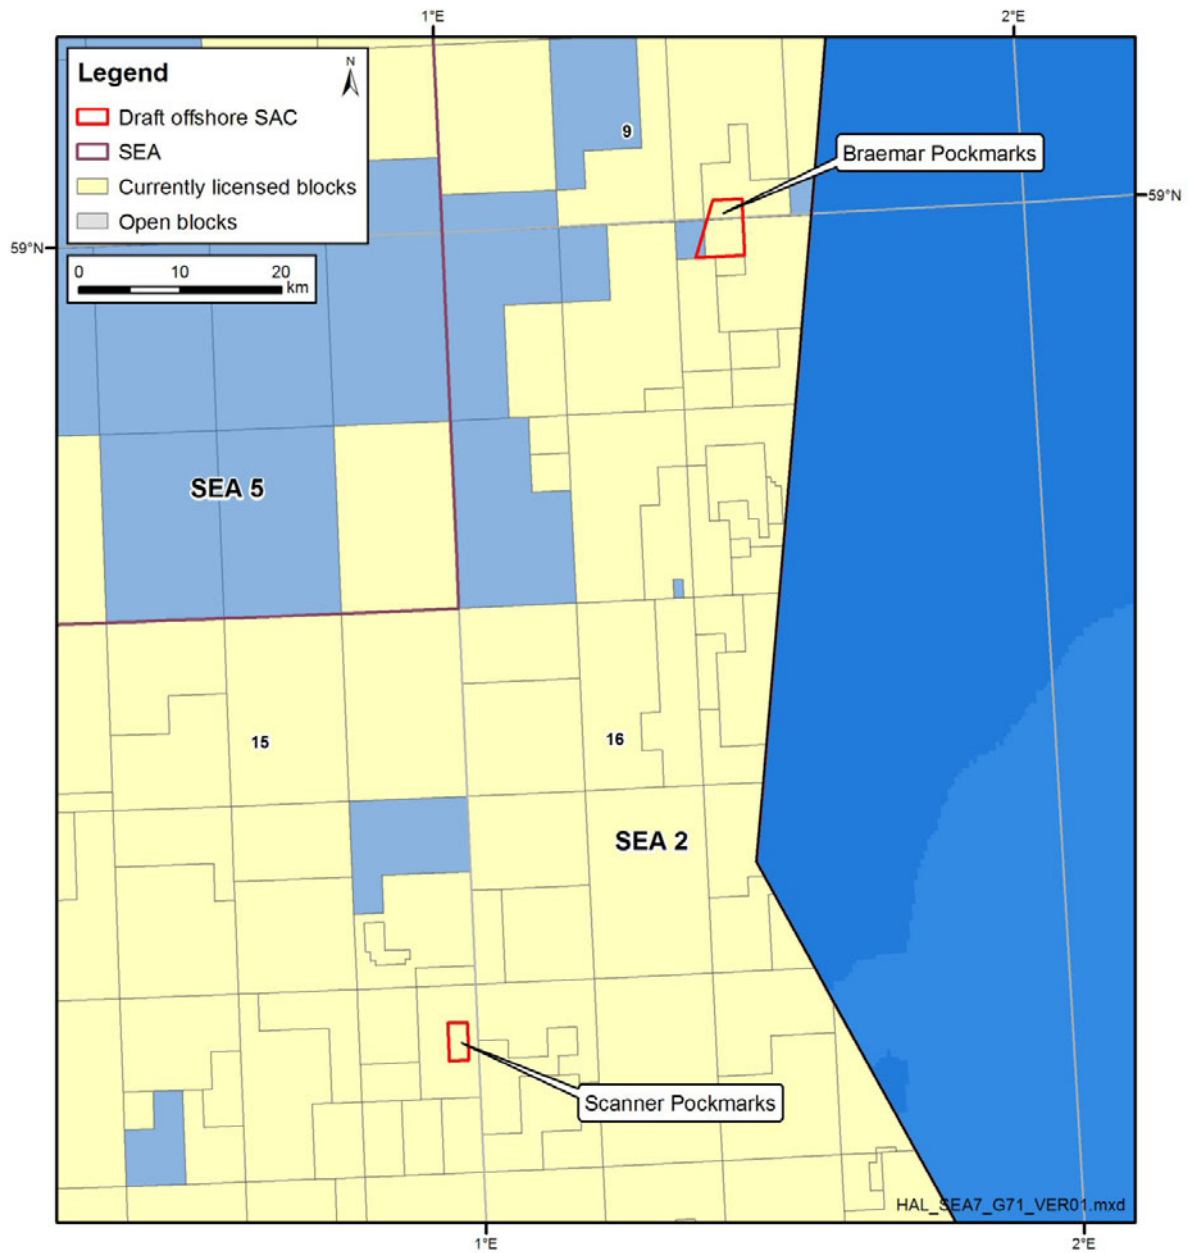 1°E
2°E
Legend
N
Draft offshore SAC
SEA
Currently licensed blocks
Open blocks
0 10 20
km
9
Braemar Pockmarks
59°N
59°N
SEA 5
15
16
SEA 2
Scanner Pockmarks
HAL_SEA7_G71_VER01.mxd
1°E
2°E